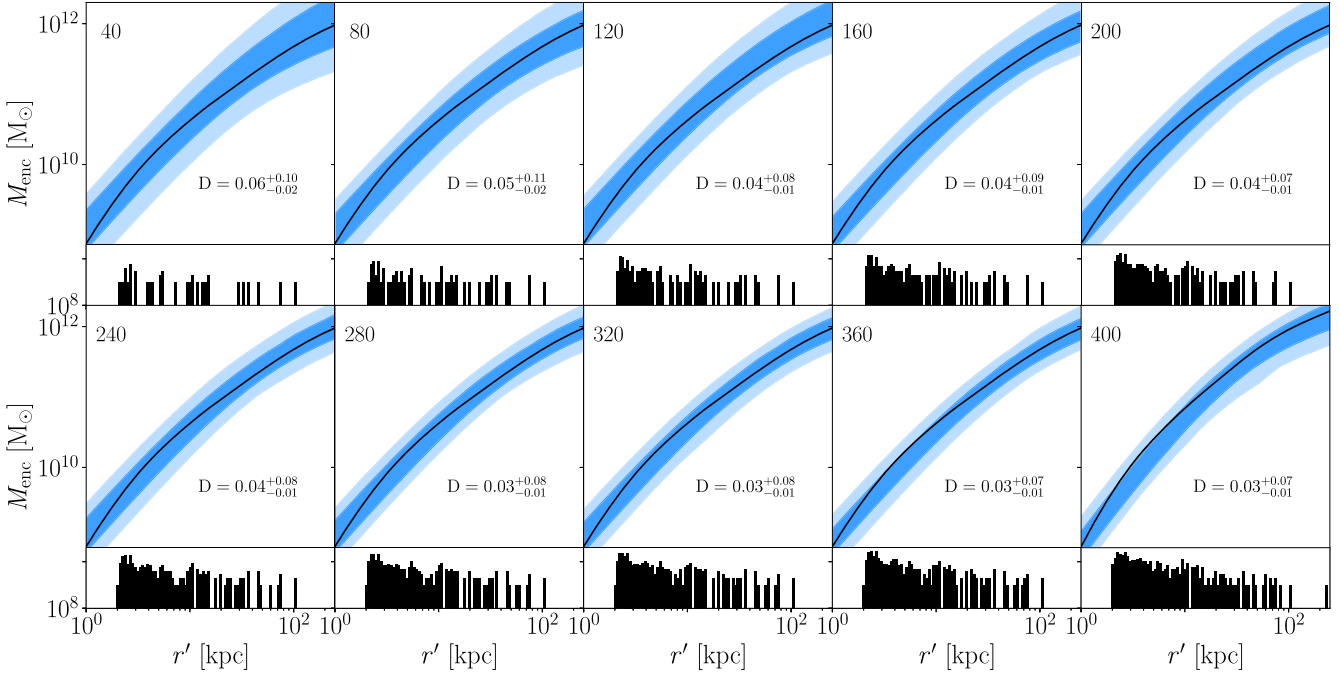 10^12
40
80
120
160
200
M_enc [M_⊙]
10^10
D = 0.06^{+0.10}_{-0.02}
D = 0.05^{+0.11}_{-0.02}
D = 0.04^{+0.08}_{-0.01}
D = 0.04^{+0.09}_{-0.01}
D = 0.04^{+0.07}_{-0.01}
10^8
10^12
240
280
320
360
400
M_enc [M_⊙]
10^10
D = 0.04^{+0.08}_{-0.01}
D = 0.03^{+0.08}_{-0.01}
D = 0.03^{+0.08}_{-0.01}
D = 0.03^{+0.07}_{-0.01}
D = 0.03^{+0.07}_{-0.01}
10^8
10^0 10^2 10^0 10^2 10^0 10^2 10^0 10^2 10^0 10^2
r′ [kpc] r′ [kpc] r′ [kpc] r′ [kpc] r′ [kpc]